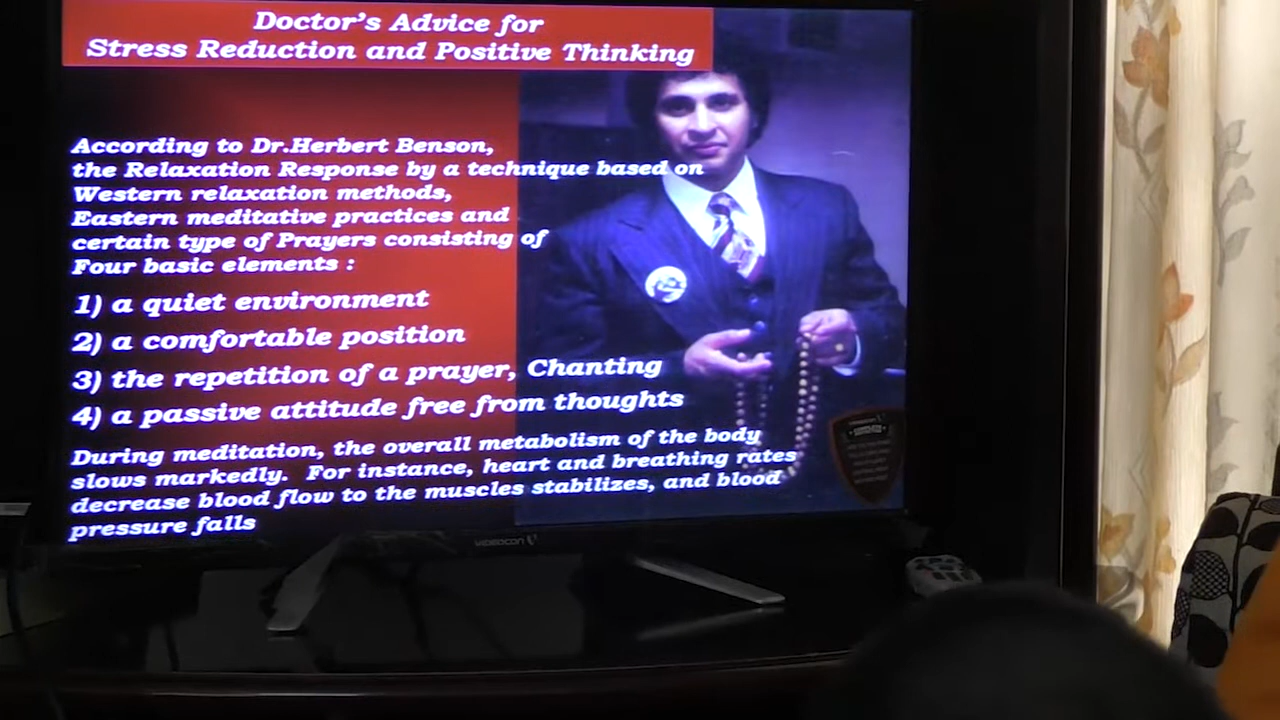 Doctor's Advice for
Stress Reduction and Positive Thinking
According to Dr.Herbert Benson,
the Relaxation Response by a technique based on
Western relaxation methods,
Eastern meditative practices and
certain type of Prayers consisting of
Four basic elements :
1) a quiet environment
2) a comfortable position
3) the repetition of a prayer, Chanting
4) a passive attitude free from thoughts
During meditation, the overall metabolism of the body
slows markedly. For instance, heart and breathing rates
decrease blood flow to the muscles stabilizes, and blood
pressure falls
VIDEOCON